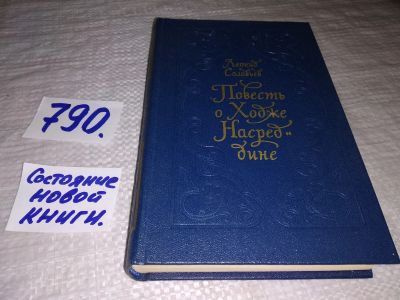 790.
Состояние
новой
книги.
Леонид
Соловьев
Повесть
о Ходже
Насред-
дине